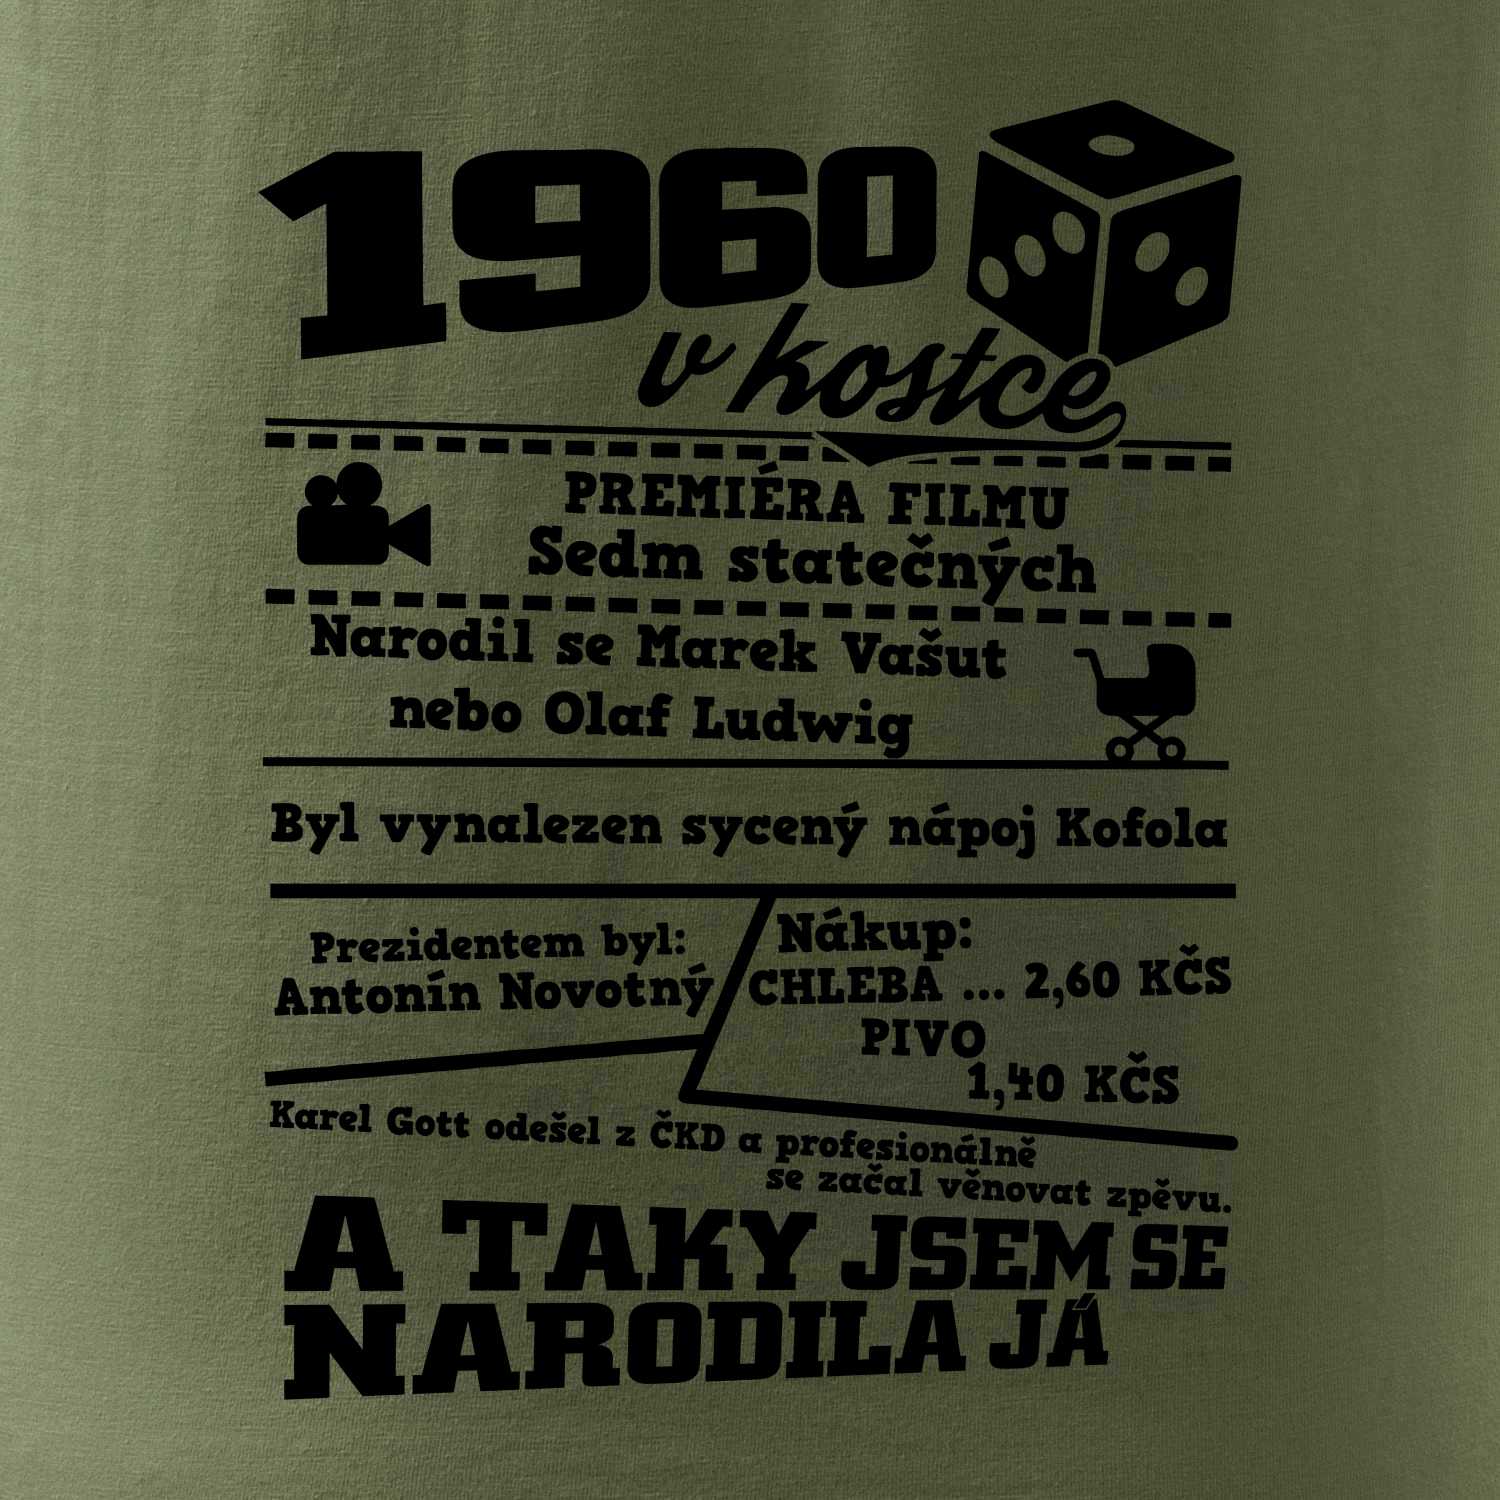 1960
v kostce
PREMIÉRA FILMU
Sedm statečných
Narodil se Marek Vašut
nebo Olaf Ludwig
Byl vynalezen sycený nápoj Kofola
Prezidentem byl:
Antonín Novotný
Nákup:
CHLEBA ... 2,60 KČS
PIVO
1,40 KČS
Karel Gott odešel z ČKD a profesionálně
se začal věnovat zpěvu.
A TAKY JSEM SE
NARODILA JÁ